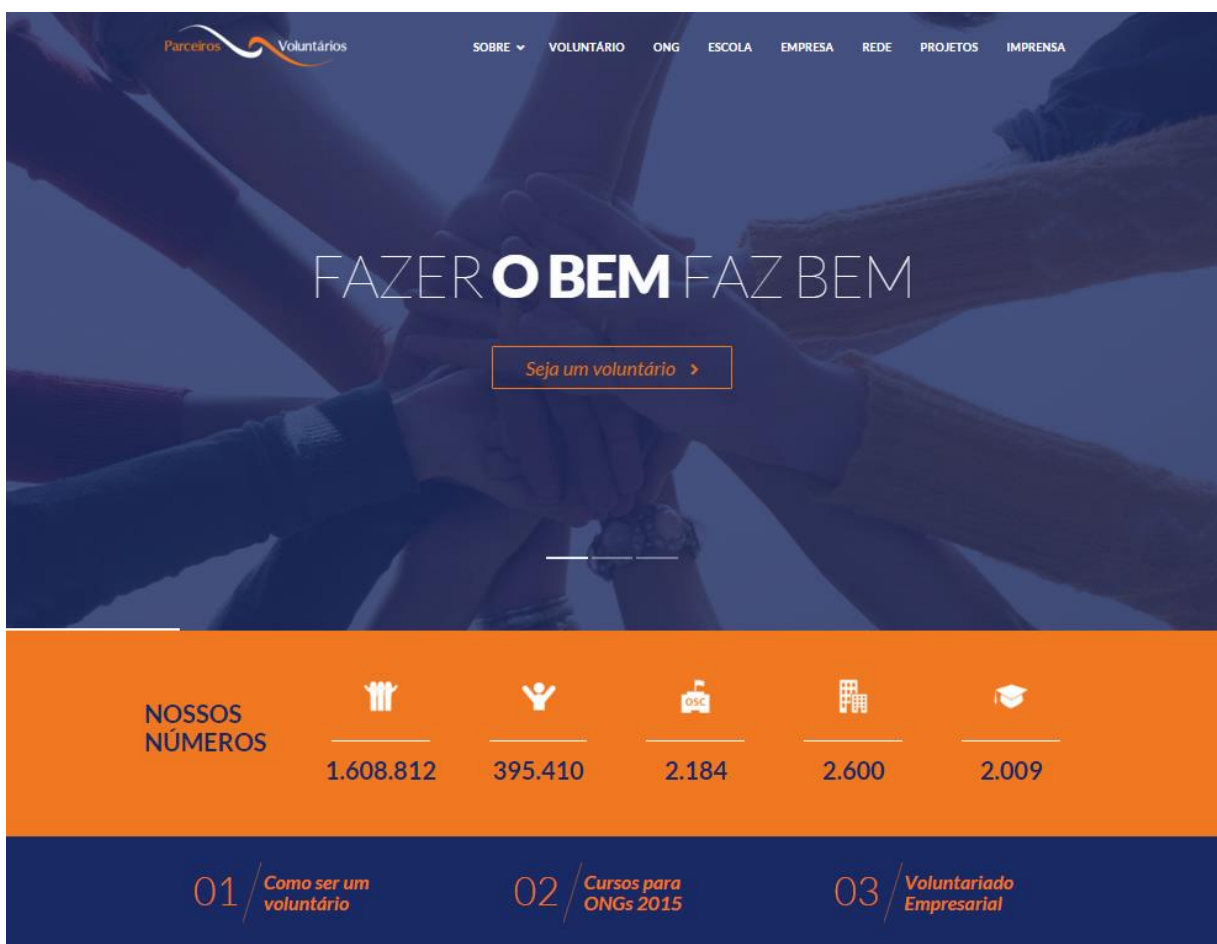 Parceiros Voluntários
SOBRE VOLUNTÁRIO ONG ESCOLA EMPRESA REDE PROJETOS IMPRENSA
FAZER O BEM FAZ BEM
Seja um voluntário
NOSSOS
NÚMEROS
OSC
1.608.812 395.410 2.184 2.600 2.009
01 Como ser um
voluntário
02 Cursos para
ONGs 2015
03 Voluntariado
Empresarial